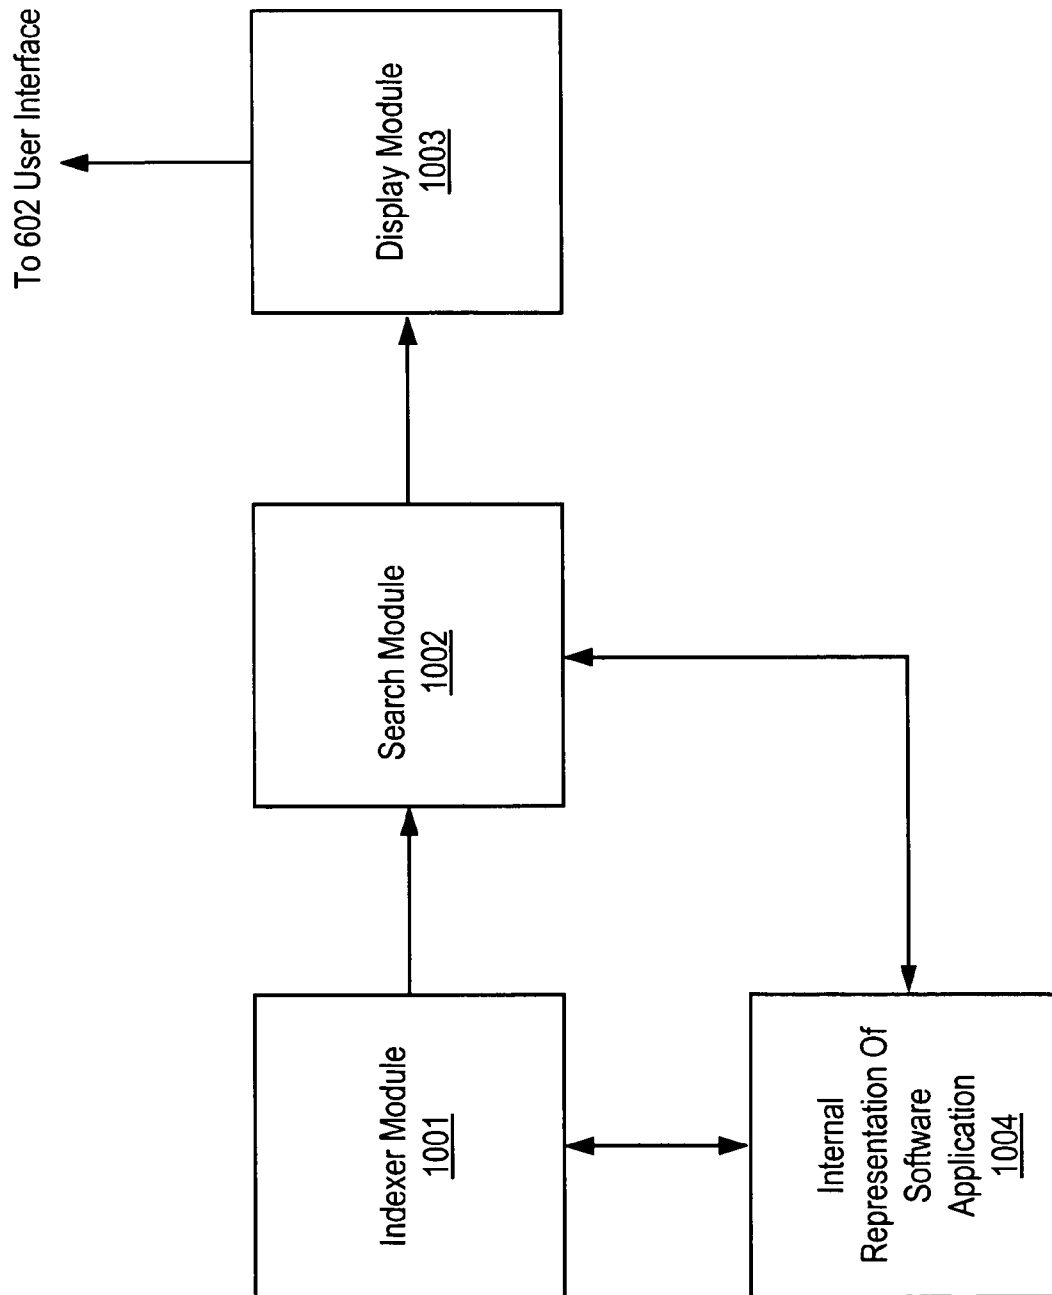 To 602 User Interface
Indexer Module
1001
Search Module
1002
Display Module
1003
Internal
Representation Of
Software
Application
1004